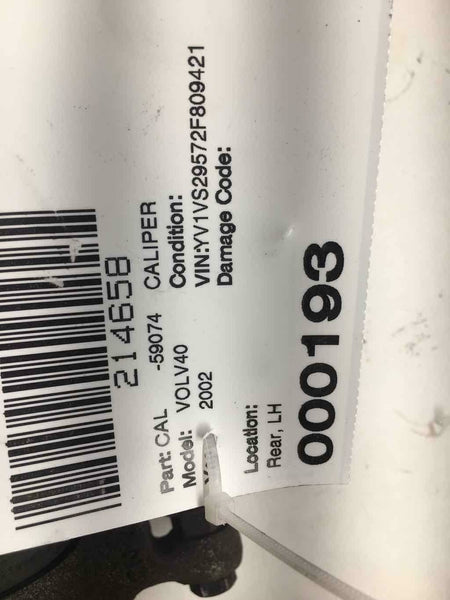 214658
Part: CAL -59074 CALIPER
Model: VOLV40 Condition:
2002 VIN:YV1VS29572F809421
Damage Code:
Location:
Rear, LH
000193